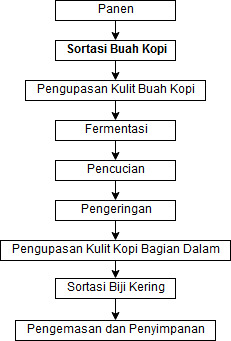 Panen
Sortasi Buah Kopi
Pengupasan Kulit Buah Kopi
Fermentasi
Pencucian
Pengeringan
Pengupasan Kulit Kopi Bagian Dalam
Sortasi Biji Kering
Pengemasan dan Penyimpanan